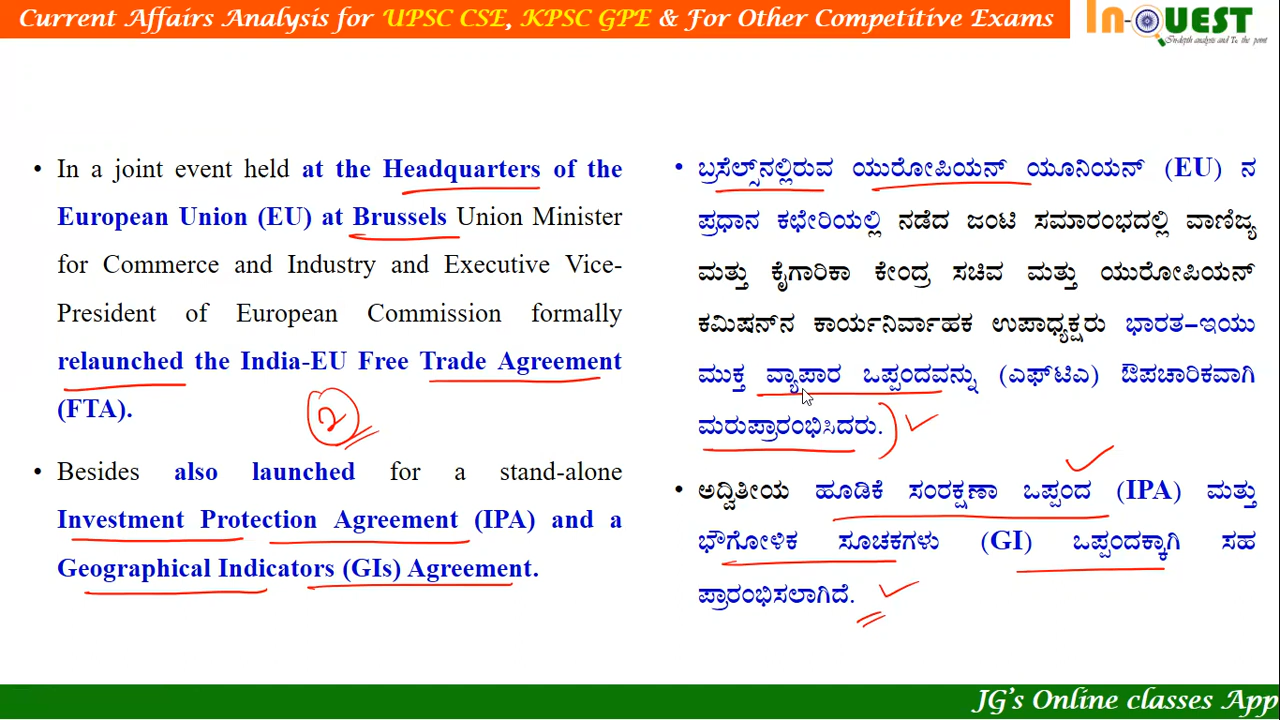 Current Affairs Analysis for UPSC CSE, KPSC GPE & For Other Competitive Exams
In-QUEST
In-depth analysis and To the point
• In a joint event held at the Headquarters of the
European Union (EU) at Brussels Union Minister
for Commerce and Industry and Executive Vice-
President of European Commission formally
relaunched the India-EU Free Trade Agreement
(FTA).
2
• Besides also launched for a stand-alone
Investment Protection Agreement (IPA) and a
Geographical Indicators (GIs) Agreement.
• ಬ್ರಸೆಲ್ಸ್‌ನಲ್ಲಿರುವ ಯುರೋಪಿಯನ್ ಯೂನಿಯನ್ (EU) ನ
ಪ್ರಧಾನ ಕಛೇರಿಯಲ್ಲಿ ನಡೆದ ಜಂಟಿ ಸಮಾರಂಭದಲ್ಲಿ ವಾಣಿಜ್ಯ
ಮತ್ತು ಕೈಗಾರಿಕಾ ಕೇಂದ್ರ ಸಚಿವ ಮತ್ತು ಯುರೋಪಿಯನ್
ಕಮಿಷನ್‌ನ ಕಾರ್ಯನಿರ್ವಾಹಕ ಉಪಾಧ್ಯಕ್ಷರು ಭಾರತ-ಇಯು
ಮುಕ್ತ ವ್ಯಾಪಾರ ಒಪ್ಪಂದವನ್ನು (ಎಫ್‌ಟಿಎ) ಔಪಚಾರಿಕವಾಗಿ
ಮರುಪ್ರಾರಂಭಿಸಿದರು.
• ಅದ್ವಿತೀಯ ಹೂಡಿಕೆ ಸಂರಕ್ಷಣಾ ಒಪ್ಪಂದ (IPA) ಮತ್ತು
ಭೌಗೋಳಿಕ ಸೂಚಕಗಳು (GI) ಒಪ್ಪಂದಕ್ಕಾಗಿ ಸಹ
ಪ್ರಾರಂಭಿಸಲಾಗಿದೆ.
JG's Online classes App